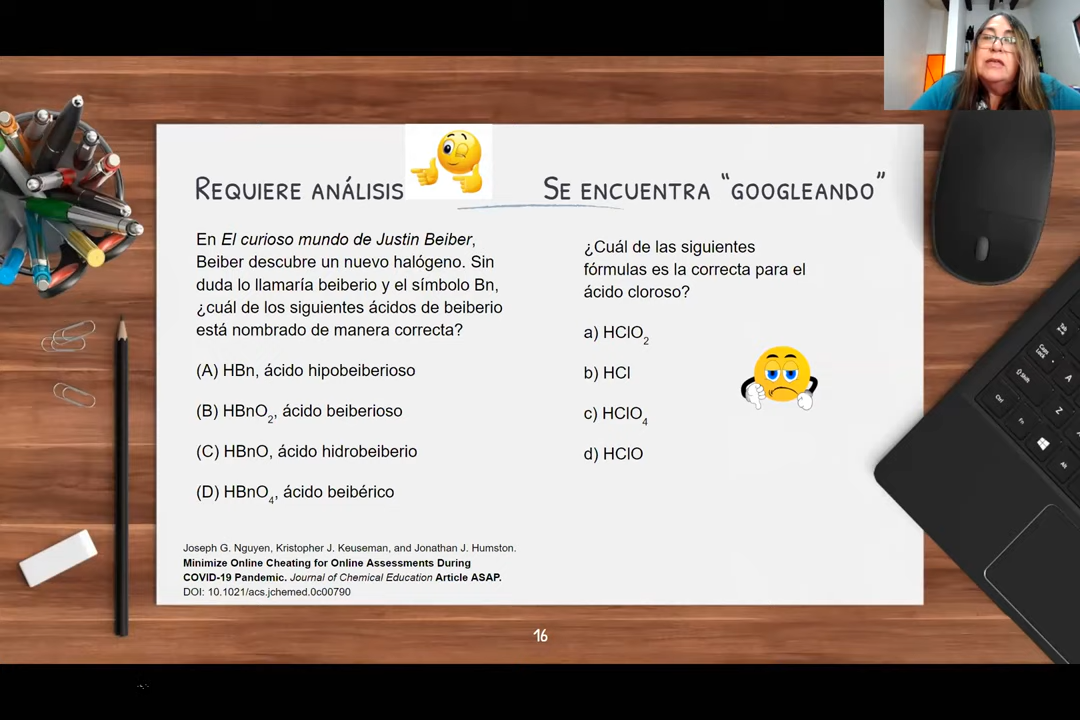 REQUIERE ANÁLISIS
En El curioso mundo de Justin Beiber,
Beiber descubre un nuevo halógeno. Sin
duda lo llamaría beiberio y el símbolo Bn,
¿cuál de los siguientes ácidos de beiberio
está nombrado de manera correcta?
(A) HBn, ácido hipobeiberioso
(B) HBnO2, ácido beiberioso
(C) HBnO, ácido hidrobeiberio
(D) HBnO4, ácido beibérico
Joseph G. Nguyen, Kristopher J. Keuseman, and Jonathan J. Humston.
Minimize Online Cheating for Online Assessments During
COVID-19 Pandemic. Journal of Chemical Education Article ASAP.
DOI: 10.1021/acs.jchemed.0c00790
SE ENCUENTRA “GOOGLEANDO”
¿Cuál de las siguientes
fórmulas es la correcta para el
ácido cloroso?
a) HClO2
b) HCl
c) HClO4
d) HClO
16
Shift
Ctrl
Fn
Alt
A
Z